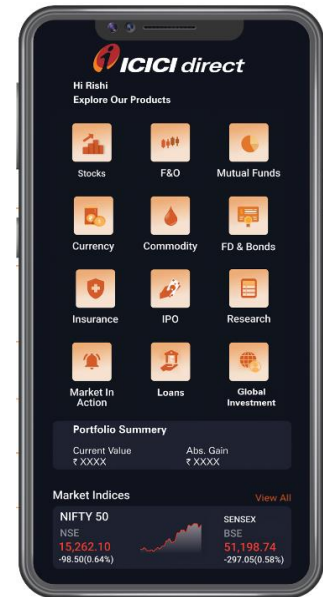 ICICI direct
Hi Rishi
Explore Our Products
Stocks
F&O
Mutual Funds
Currency
Commodity
FD & Bonds
Insurance
IPO
Research
Market In
Action
Loans
Global
Investment
Portfolio Summery
Current Value
Abs. Gain
₹ XXXX
₹ XXXX
Market Indices
View All
NIFTY 50
SENSEX
NSE
BSE
15,262.10
51,198.74
-98.50(0.64%)
-297.05(0.58%)